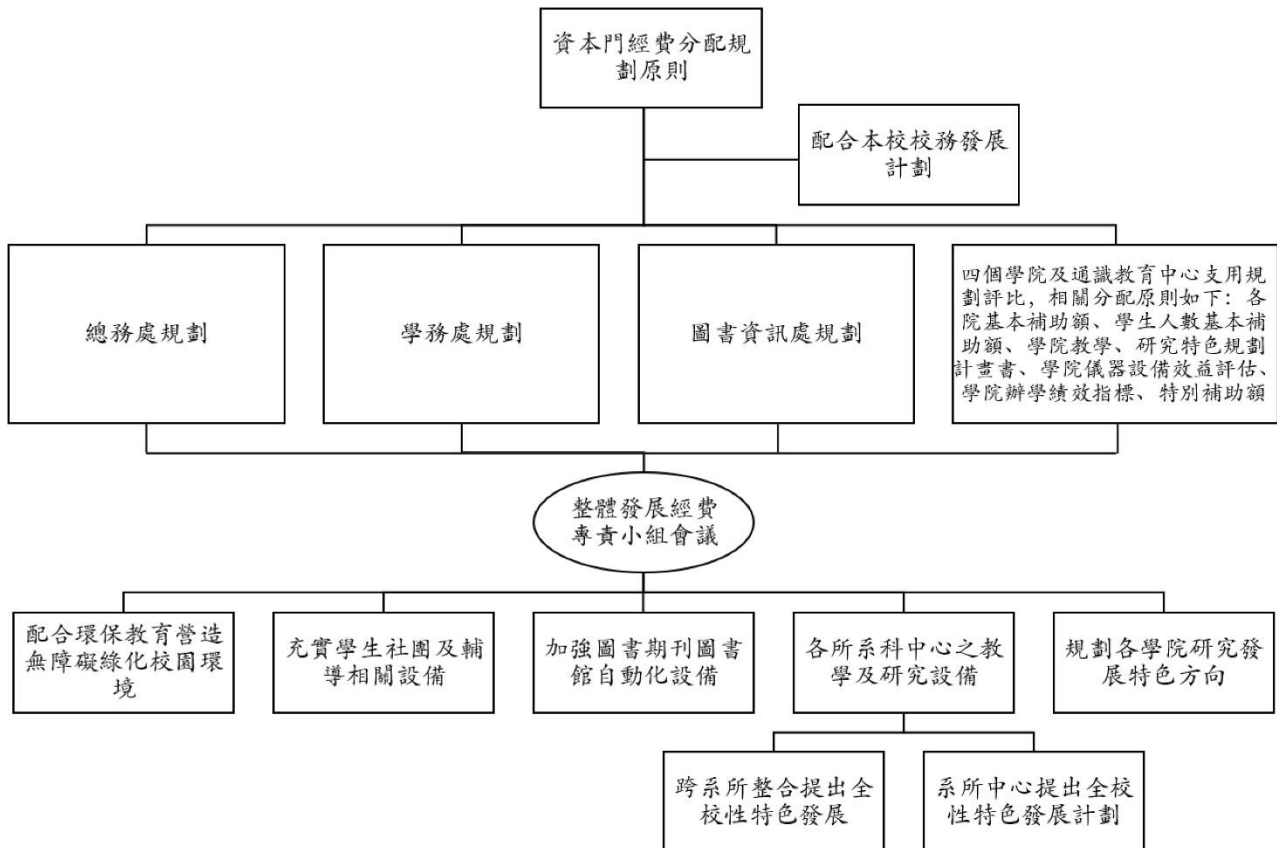 資本門經費分配規
劃原則
配合本校校務發展
計劃
總務處規劃
學務處規劃
圖書資訊處規劃
四個學院及通識教育中心支用規
劃評比，相關分配原則如下：各
院基本補助額、學生人數基本補
助額、學院教學、研究特色規劃
計畫書、學院儀器設備效益評估、
學院辦學績效指標、特別補助額
整體發展經費
專責小組會議
配合環保教育營造
無障礙綠化校園環
境
充實學生社團及輔
導相關設備
加強圖書期刊圖書
館自動化設備
各所系科中心之教
學及研究設備
規劃各學院研究發
展特色方向
跨系所整合提出全
校性特色發展
系所中心提出全校
性特色發展計劃